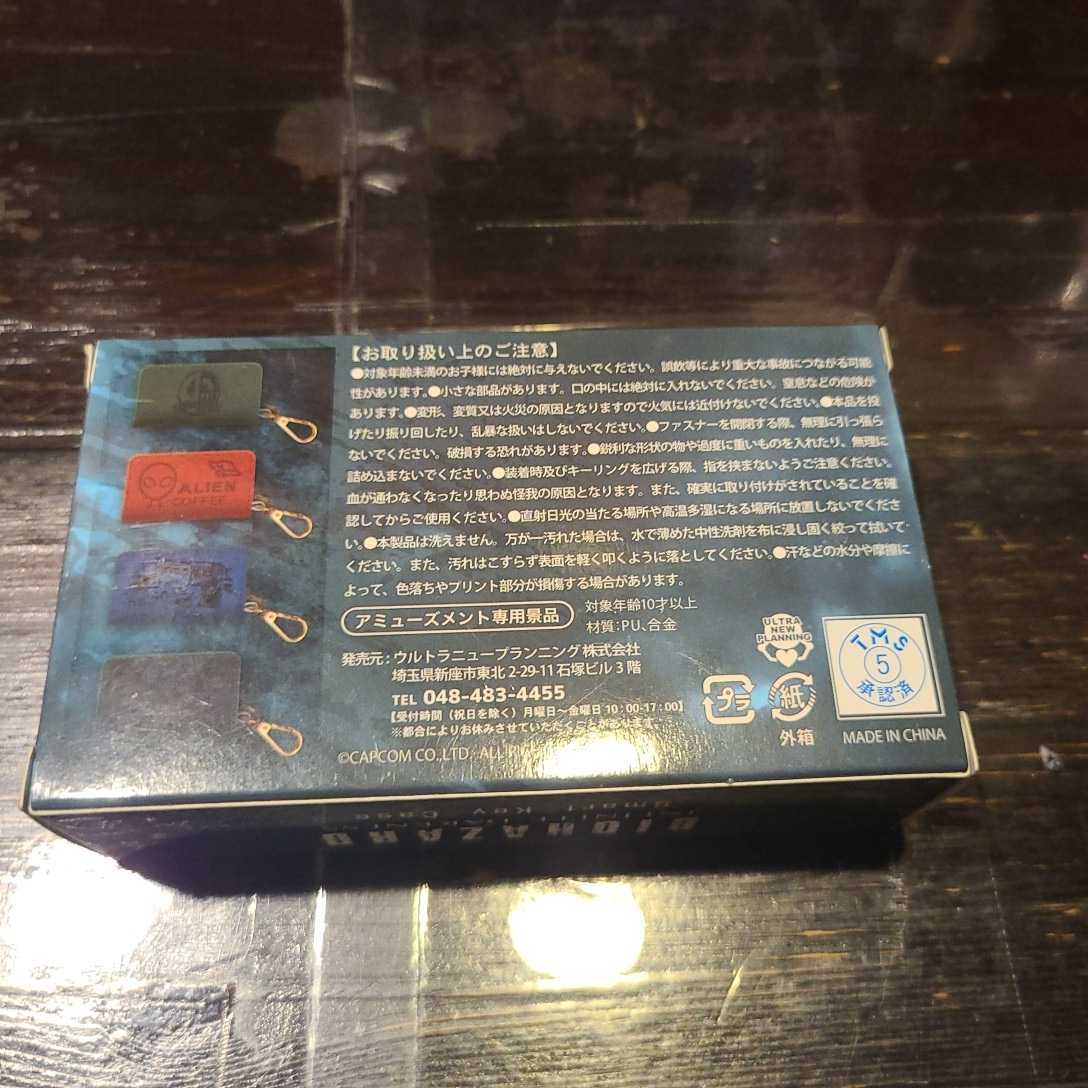 【お取り扱い上のご注意】
●対象年齢未満のお子様には絶対に与えないでください。誤飲等により重大な事故につながる可能
性があります。●小さな部品があります。口の中には絶対に入れないでください。窒息などの危険が
あります。●変形、変質又は火災の原因となりますので火気には近付けないでください。●本品を投
げたり振り回したり、乱暴な扱いはしないでください。●ファスナーを開閉する際、無理に引っ張ら
ないでください。破損する恐れがあります。●鋭利な形状の物や過度に重いものを入れたり、無理に
詰め込まないでください。●装着時及びキーリングを広げる際、指を挟まないようご注意ください。
血が通わなくなったり思わぬ怪我の原因となります。また、確実に取り付けがされていることを確
認してからご使用ください。●直射日光の当たる場所や高温多湿になる場所に放置しないでくださ
い。●本製品は洗えません。万が一汚れた場合は、水で薄めた中性洗剤を布に浸し固く絞って拭いて
ください。また、汚れはこすらず表面を軽く叩くように落としてください。●汗などの水分や摩擦に
よって、色落ちやプリント部分が損傷する場合があります。
アミューズメント専用景品
対象年齢10才以上
材質:PU、合金
発売元:ウルトラニュープランニング株式会社
埼玉県新座市東北2-29-11石塚ビル3階
TEL 048-483-4455
【受付時間(祝日を除く)月曜日〜金曜日10:00-17:00】
※都合によりお休みさせていただくことがあります。
©CAPCOM CO., LTD. ALL
ULTRA
NEW
PLANNING
プラ
紙
外箱
TMS
5
承認済
MADE IN CHINA
ALIEN
BIOHAZARD
Smart Key Case